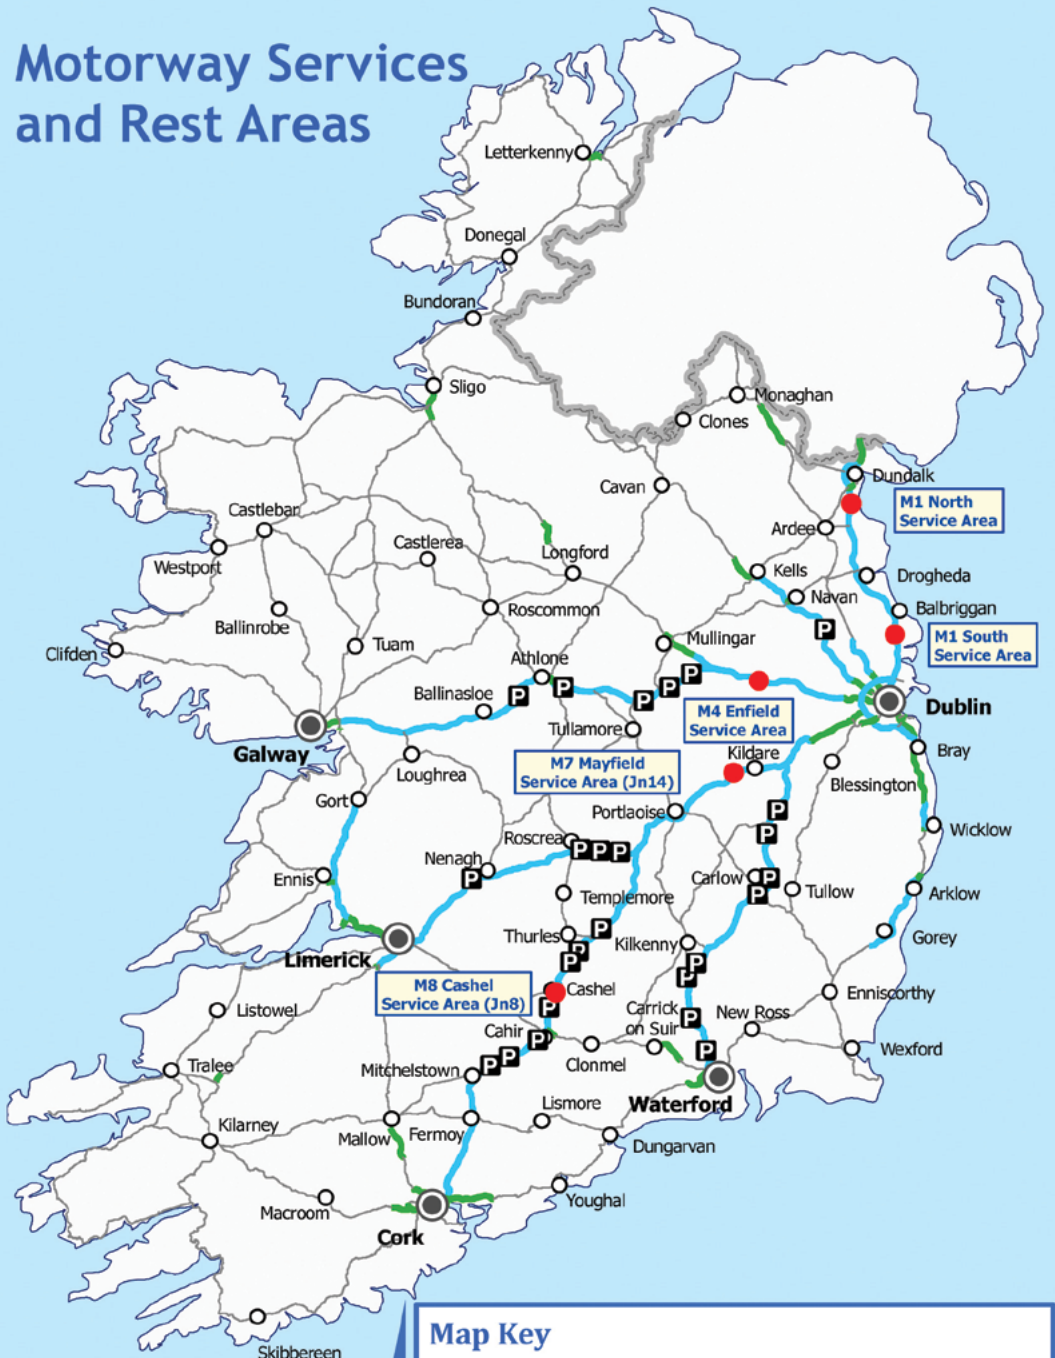 Motorway Services
and Rest Areas
Letterkenny
Donegal
Bundoran
Sligo
Monaghan
Clones
Dundalk
Cavan
M1 North
Service Area
Castlebar
Ardee
Castlerea
Longford
Westport
Kells
Drogheda
Navan
Roscommon
Balbriggan
Ballinrobe
P
Mullingar
M1 South
Service Area
Tuam
Clifden
Athlone
P
P
P
Ballinasloe
P
P
P
M4 Enfield
Service Area
Dublin
Tullamore
Galway
Kildare
Bray
M7 Mayfield
Service Area (Jn14)
Loughrea
Blessington
Gort
Portlaoise
P
Wicklow
P
Roscrea
P
P
P
Nenagh
P
Ennis
Carlow
P
P
Tullow
Arklow
Templemore
P
Thurles
Kilkenny
Gorey
P
P
P
P
Limerick
M8 Cashel
Service Area (Jn8)
Cashel
P
Enniscorthy
Listowel
Carrick
on Suir
P
New Ross
Cahir
P
P
P
P
Clonmel
Wexford
Tralee
Mitchelstown
Waterford
Lismore
Kilarney
Mallow
Fermoy
Dungarvan
Macroom
Youghal
Cork
Map Key
Skibbereen